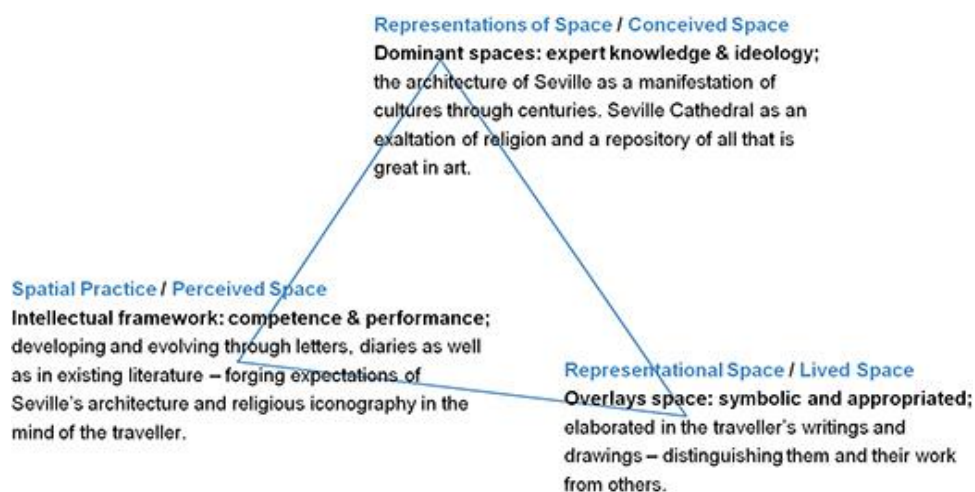 Representations of Space / Conceived Space
Dominant spaces: expert knowledge & ideology;
the architecture of Seville as a manifestation of
cultures through centuries. Seville Cathedral as an
exaltation of religion and a repository of all that is
great in art.
Spatial Practice / Perceived Space
Intellectual framework: competence & performance;
developing and evolving through letters, diaries as well
as in existing literature – forging expectations of
Seville's architecture and religious iconography in the
mind of the traveller.
Representational Space / Lived Space
Overlays space: symbolic and appropriated;
elaborated in the traveller's writings and
drawings – distinguishing them and their work
from others.